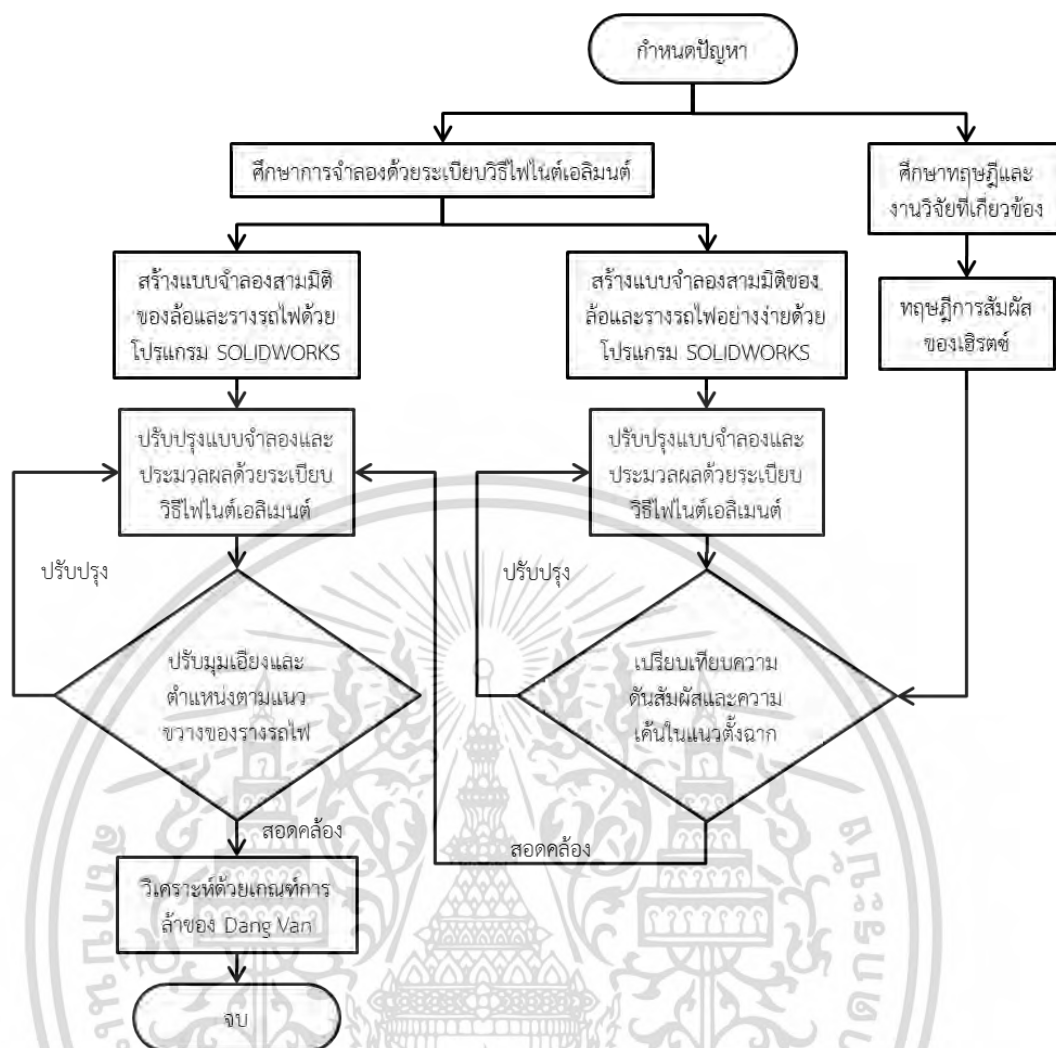 กำหนดปัญหา
ศึกษาการจำลองด้วยระเบียบวิธีไฟไนต์เอลิมนต์
ศึกษาทฤษฎีและ
งานวิจัยที่เกี่ยวข้อง
สร้างแบบจำลองสามมิติ
ของล้อและรางรถไฟด้วย
โปรแกรม SOLIDWORKS
สร้างแบบจำลองสามมิติของ
ล้อและรางรถไฟอย่างง่ายด้วย
โปรแกรม SOLIDWORKS
ทฤษฎีการสัมผัส
ของเฮิรตซ์
ปรับปรุงแบบจำลองและ
ประมวลผลด้วยระเบียบ
วิธีไฟไนต์เอลิเมนต์
ปรับปรุงแบบจำลองและ
ประมวลผลด้วยระเบียบ
วิธีไฟไนต์เอลิเมนต์
ปรับปรุง
ปรับปรุง
ปรับมุมเอียงและ
ตำแหน่งตามแนว
ขวางของรางรถไฟ
เปรียบเทียบความ
ดันสัมผัสและความ
เค้นในแนวตั้งฉาก
สอดคล้อง
สอดคล้อง
วิเคราะห์ด้วยเกณฑ์การ
ล้าของ Dang Van
จบ